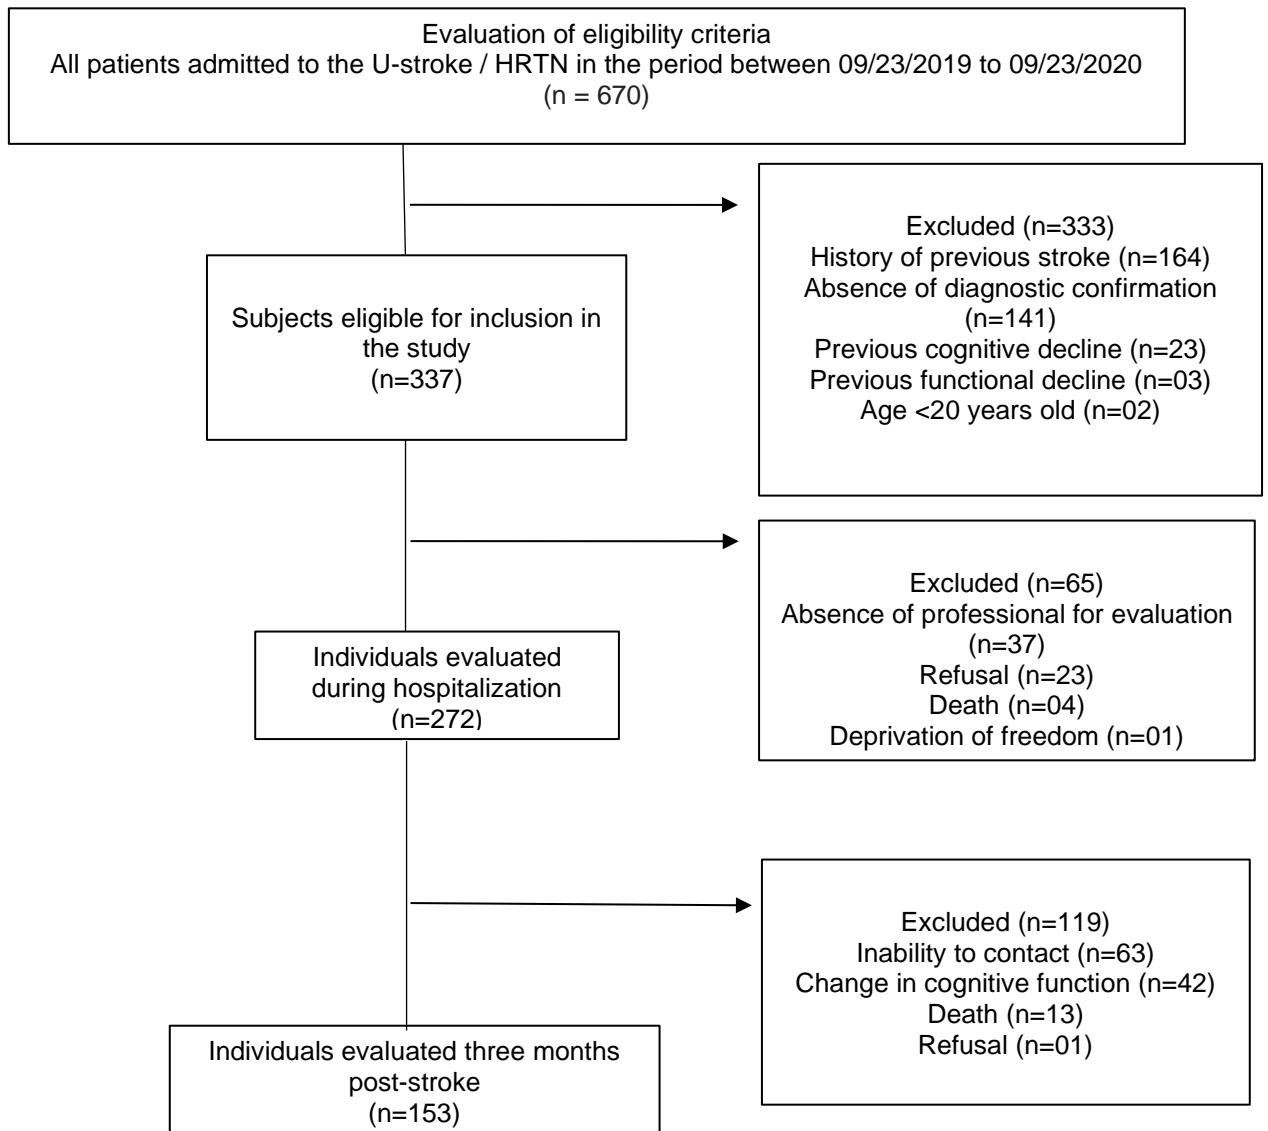 Evaluation of eligibility criteria
All patients admitted to the U-stroke / HRTN in the period between 09/23/2019 to 09/23/2020
(n = 670)
Excluded (n=333)
History of previous stroke (n=164)
Absence of diagnostic confirmation
(n=141)
Previous cognitive decline (n=23)
Previous functional decline (n=03)
Age <20 years old (n=02)
Subjects eligible for inclusion in
the study
(n=337)
Excluded (n=65)
Absence of professional for evaluation
(n=37)
Refusal (n=23)
Death (n=04)
Deprivation of freedom (n=01)
Individuals evaluated
during hospitalization
(n=272)
Excluded (n=119)
Inability to contact (n=63)
Change in cognitive function (n=42)
Death (n=13)
Refusal (n=01)
Individuals evaluated three months
post-stroke
(n=153)